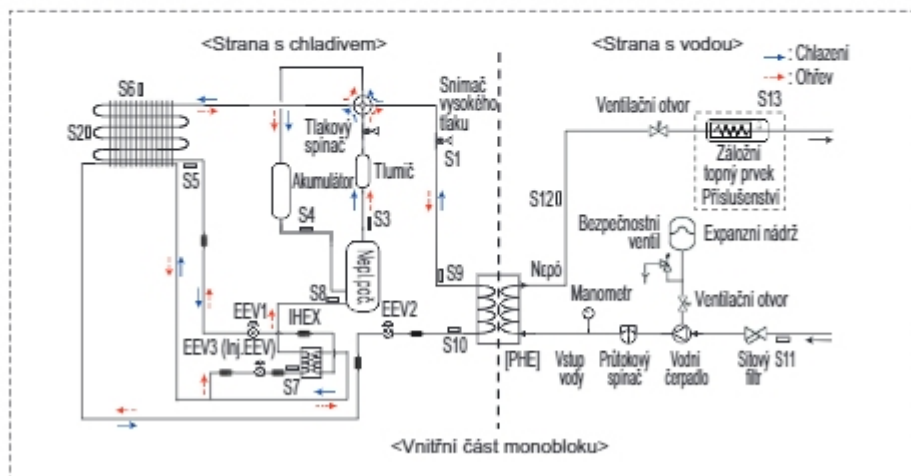 <Strana s chladivem>
<Strana s vodou>
: Chlazení
: Ohřev
S6
S2
S5
Tlakový
spínač
Snímač
vysokého
tlaku
S1
Akumulátor
Tlumič
S4
S3
Nepl.poč.
S8
S9
EEV1
IHEX
EEV2
EEV3 (Inj.EEV)
S7
S10
[PHE]
Ventilační otvor
S13
Záložní
topný prvek
Příslušenství
S12
Bezpečnostní
ventil
Expanzní nádrž
Νερό
Manometr
Ventilační otvor
Vstup
vody
Průtokový
spínač
Vodní
čerpadlo
Sítový
filtr
S11
<Vnitřní část monobloku>